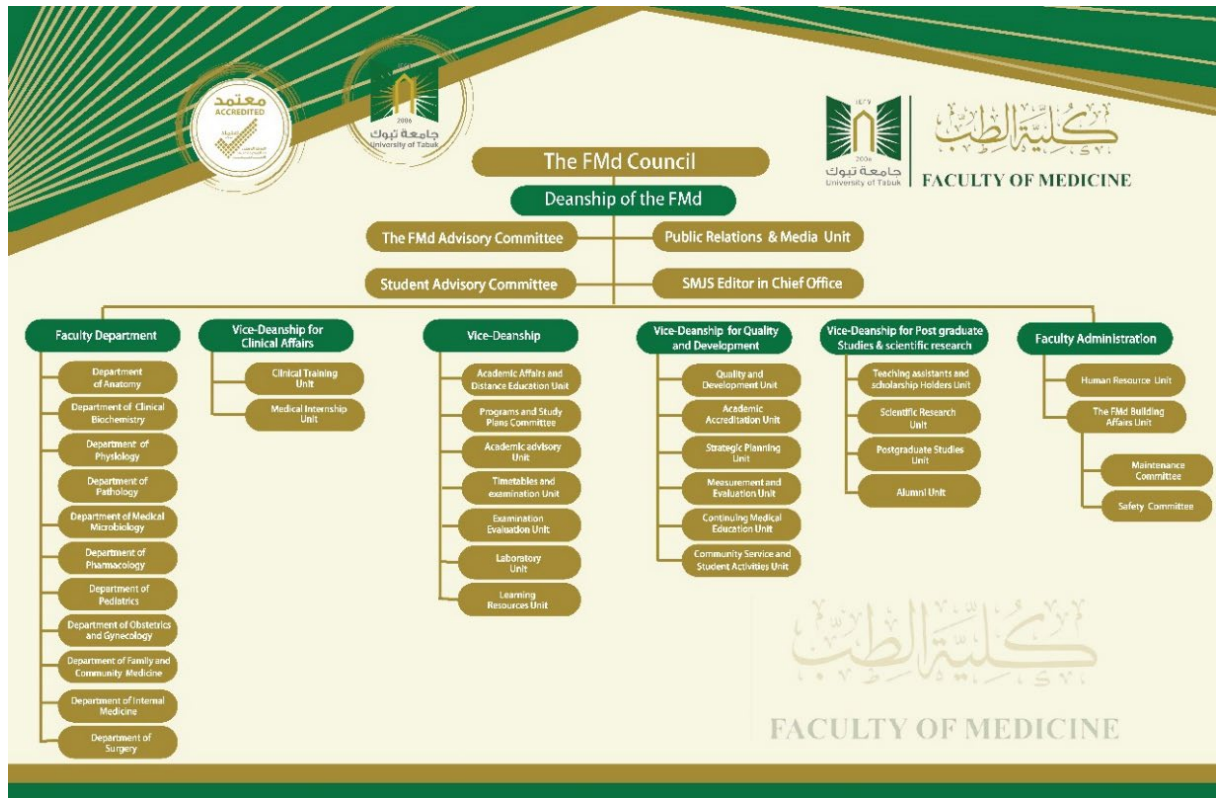 معتمد
ACCREDITED
١٤٢٧
2006
جامعة تبوك
University of Tabuk
١٤٢٧
2006
جامعة تبوك
University of Tabuk
كلية الطب
FACULTY OF MEDICINE
The FMd Council
Deanship of the FMd
The FMd Advisory Committee
Public Relations & Media Unit
Student Advisory Committee
SMJS Editor in Chief Office
Faculty Department
Department
of Anatomy
Department of Clinical
Biochemistry
Department of
Physiology
Department of
Pathology
Department of Medical
Microbiology
Department of
Pharmacology
Department of
Pediatrics
Department of Obstetrics
and Gynecology
Department of Family and
Community Medicine
Department of Internal
Medicine
Department of
Surgery
Vice-Deanship for
Clinical Affairs
Clinical Training
Unit
Medical Internship
Unit
Vice-Deanship
Academic Affairs and
Distance Education Unit
Programs and Study
Plans Committee
Academic advisory
Unit
Timetables and
examination Unit
Examination
Evaluation Unit
Laboratory
Unit
Learning
Resources Unit
Vice-Deanship for Quality
and Development
Quality and
Development Unit
Academic
Accreditation Unit
Strategic Planning
Unit
Measurement and
Evaluation Unit
Continuing Medical
Education Unit
Community Service and
Student Activities Unit
Vice-Deanship for Post graduate
Studies & scientific research
Teaching assistants and
scholarship Holders Unit
Scientific Research
Unit
Postgraduate Studies
Unit
Alumni Unit
Faculty Administration
Human Resource Unit
The FMd Building
Affairs Unit
Maintenance
Committee
Safety Committee
كلية الطب
FACULTY OF MEDICINE